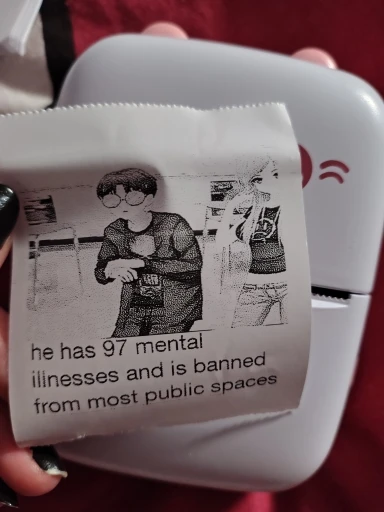 he has 97 mental
illnesses and is banned
from most public spaces